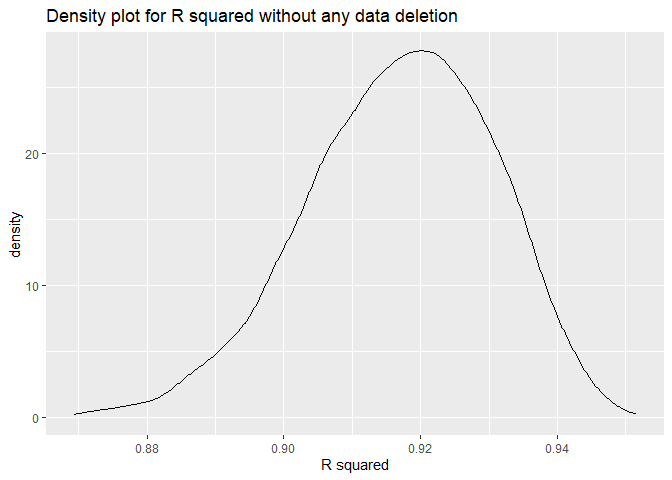 Density plot for R squared without any data deletion
density
20
10
0
0.88
0.90
0.92
0.94
R squared